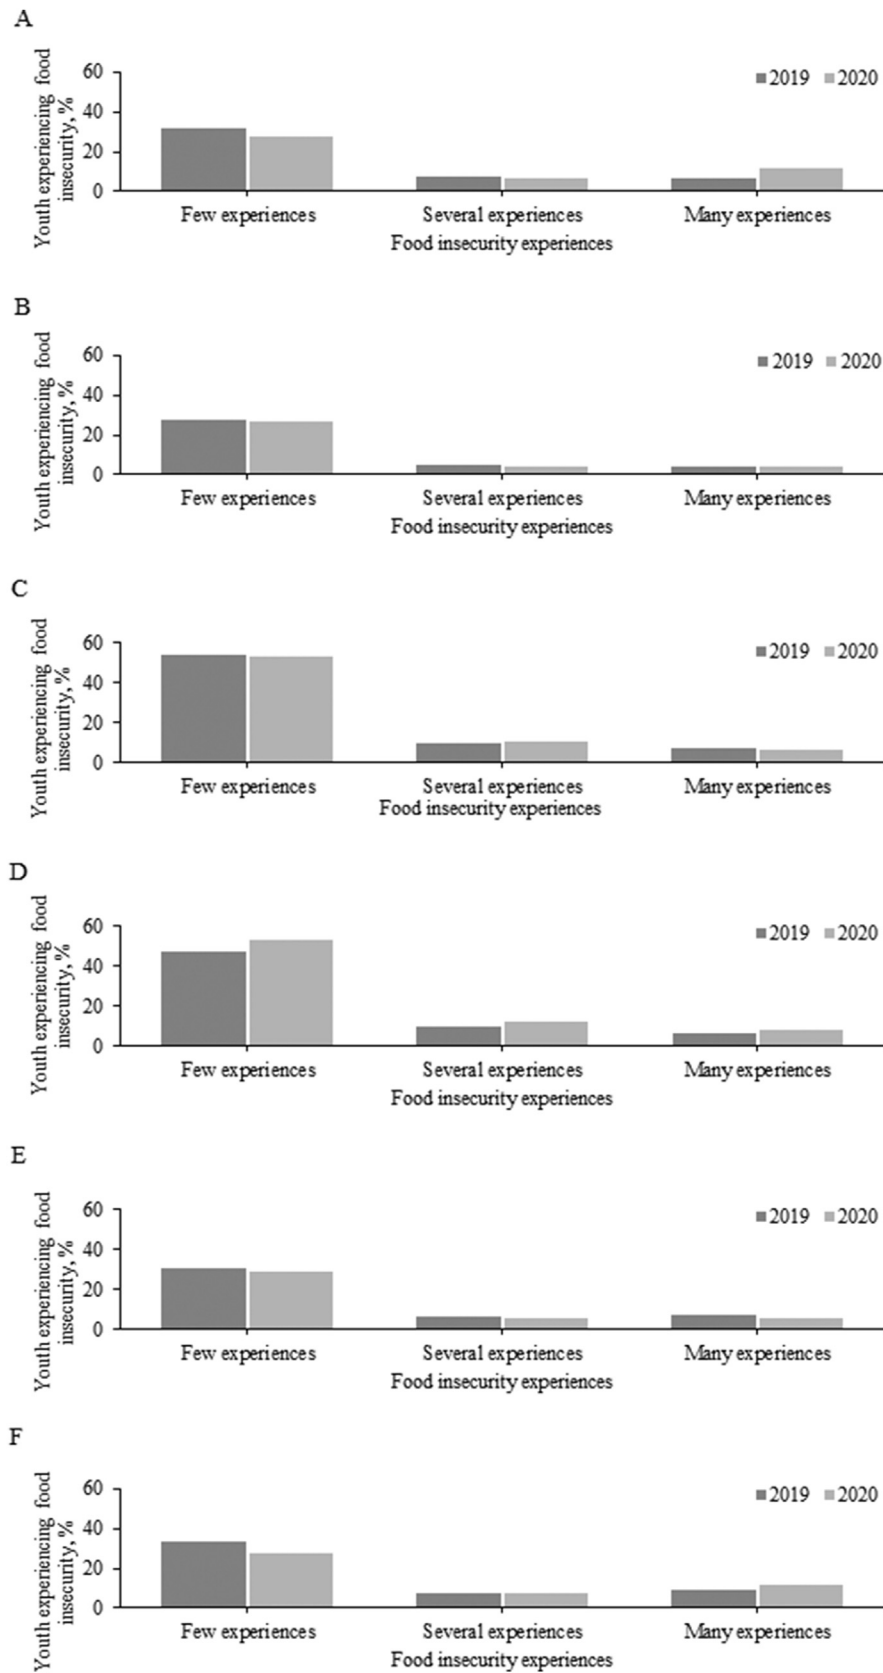 A
Youth experiencing food
insecurity, %
60
40
20
0
2019 2020
Few experiences Several experiences Many experiences
Food insecurity experiences
B
Youth experiencing food
insecurity, %
60
40
20
0
2019 2020
Few experiences Several experiences Many experiences
Food insecurity experiences
C
Youth experiencing food
insecurity, %
60
40
20
0
2019 2020
Few experiences Several experiences Many experiences
Food insecurity experiences
D
Youth experiencing food
insecurity, %
60
40
20
0
2019 2020
Few experiences Several experiences Many experiences
Food insecurity experiences
E
Youth experiencing food
insecurity, %
60
40
20
0
2019 2020
Few experiences Several experiences Many experiences
Food insecurity experiences
F
Youth experiencing food
insecurity, %
60
40
20
0
2019 2020
Few experiences Several experiences Many experiences
Food insecurity experiences